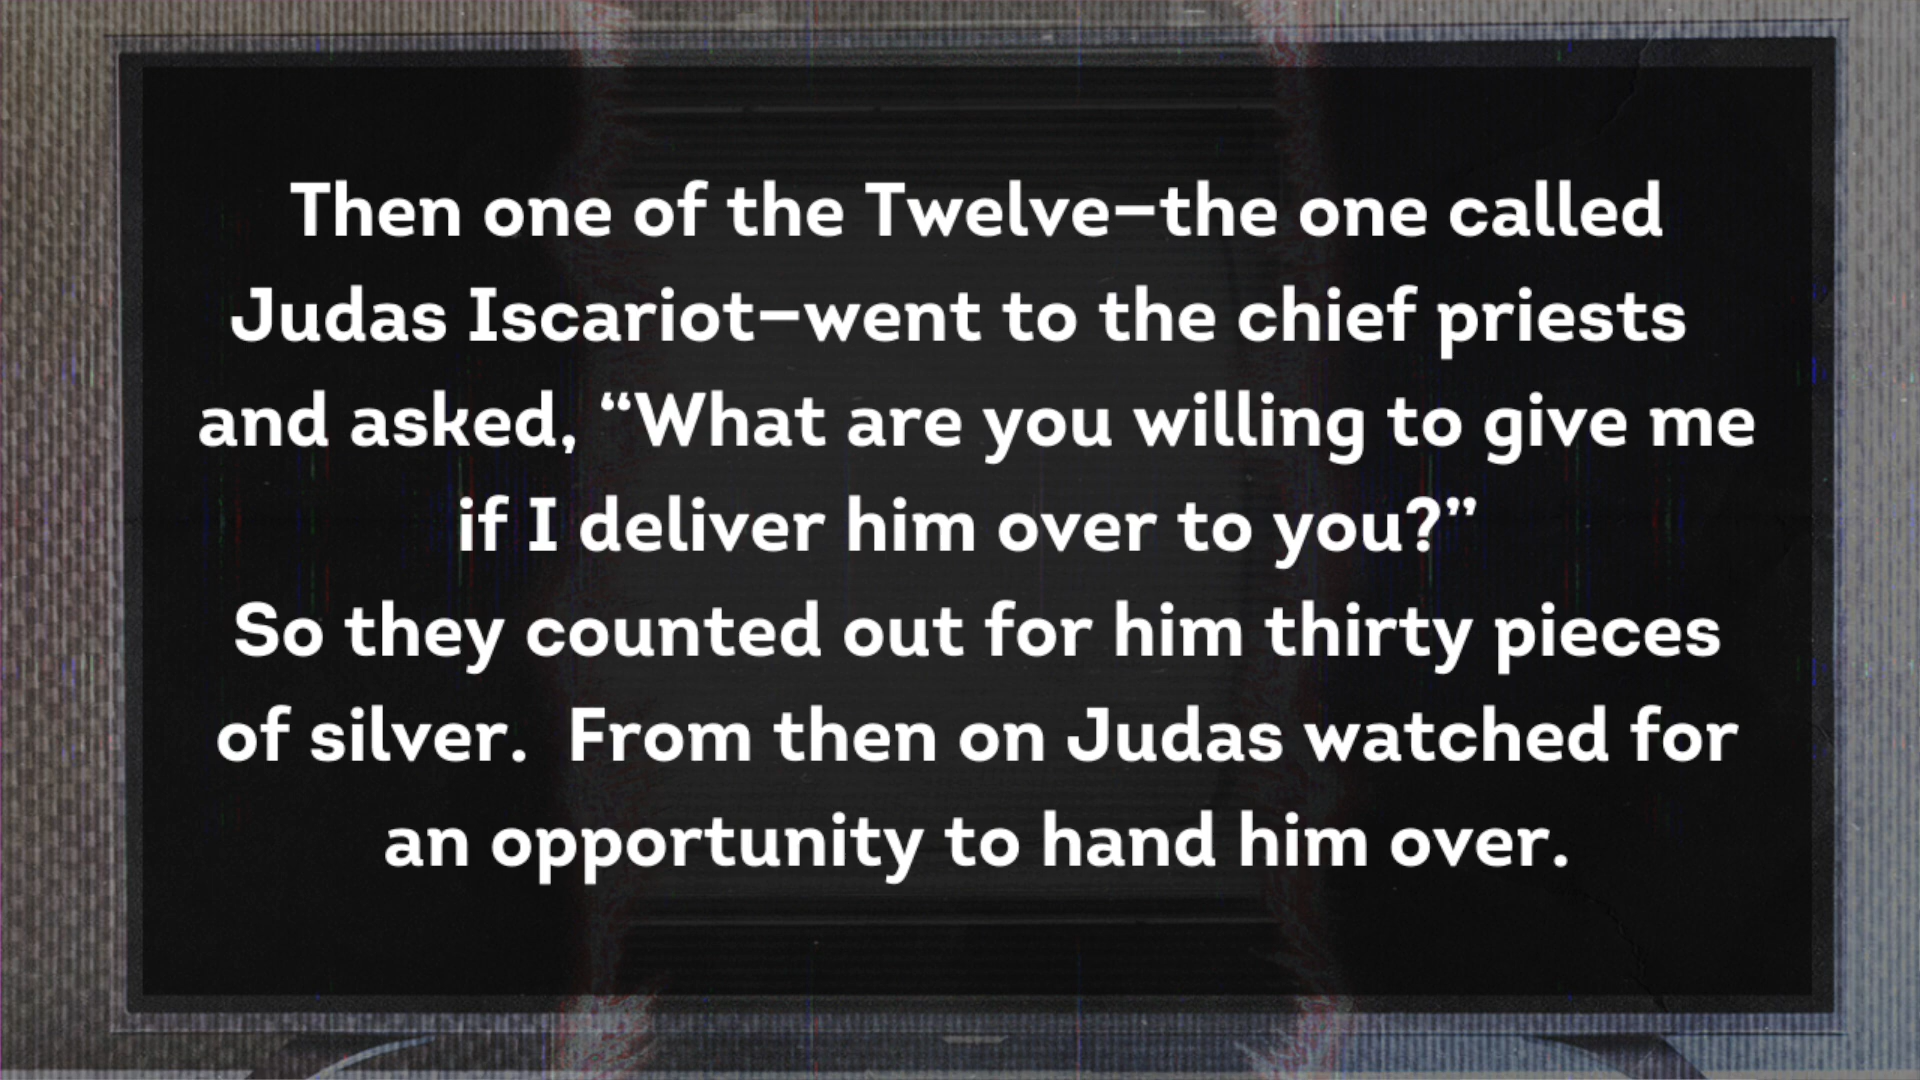 Then one of the Twelve—the one called
Judas Iscariot—went to the chief priests
and asked, “What are you willing to give me
if I deliver him over to you?”
So they counted out for him thirty pieces
of silver.  From then on Judas watched for
an opportunity to hand him over.